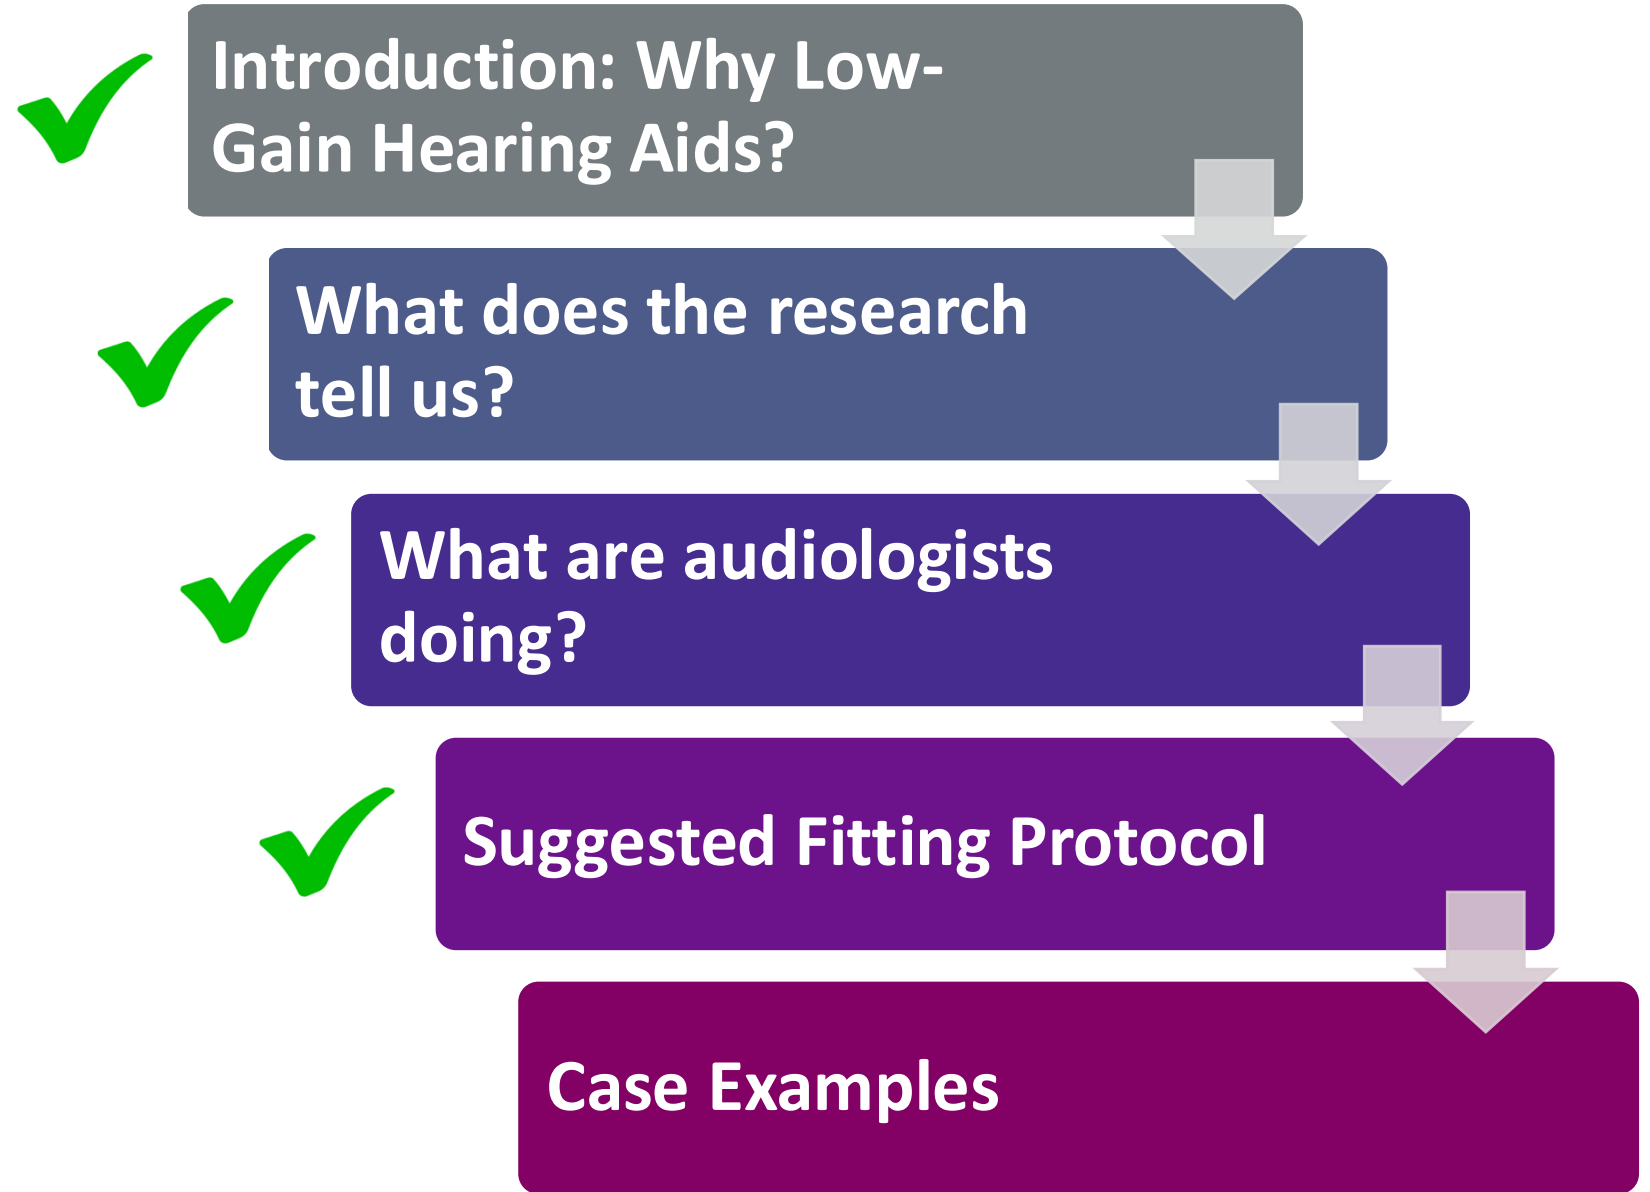 Introduction: Why Low-
Gain Hearing Aids?
What does the research
tell us?
What are audiologists
doing?
Suggested Fitting Protocol
Case Examples